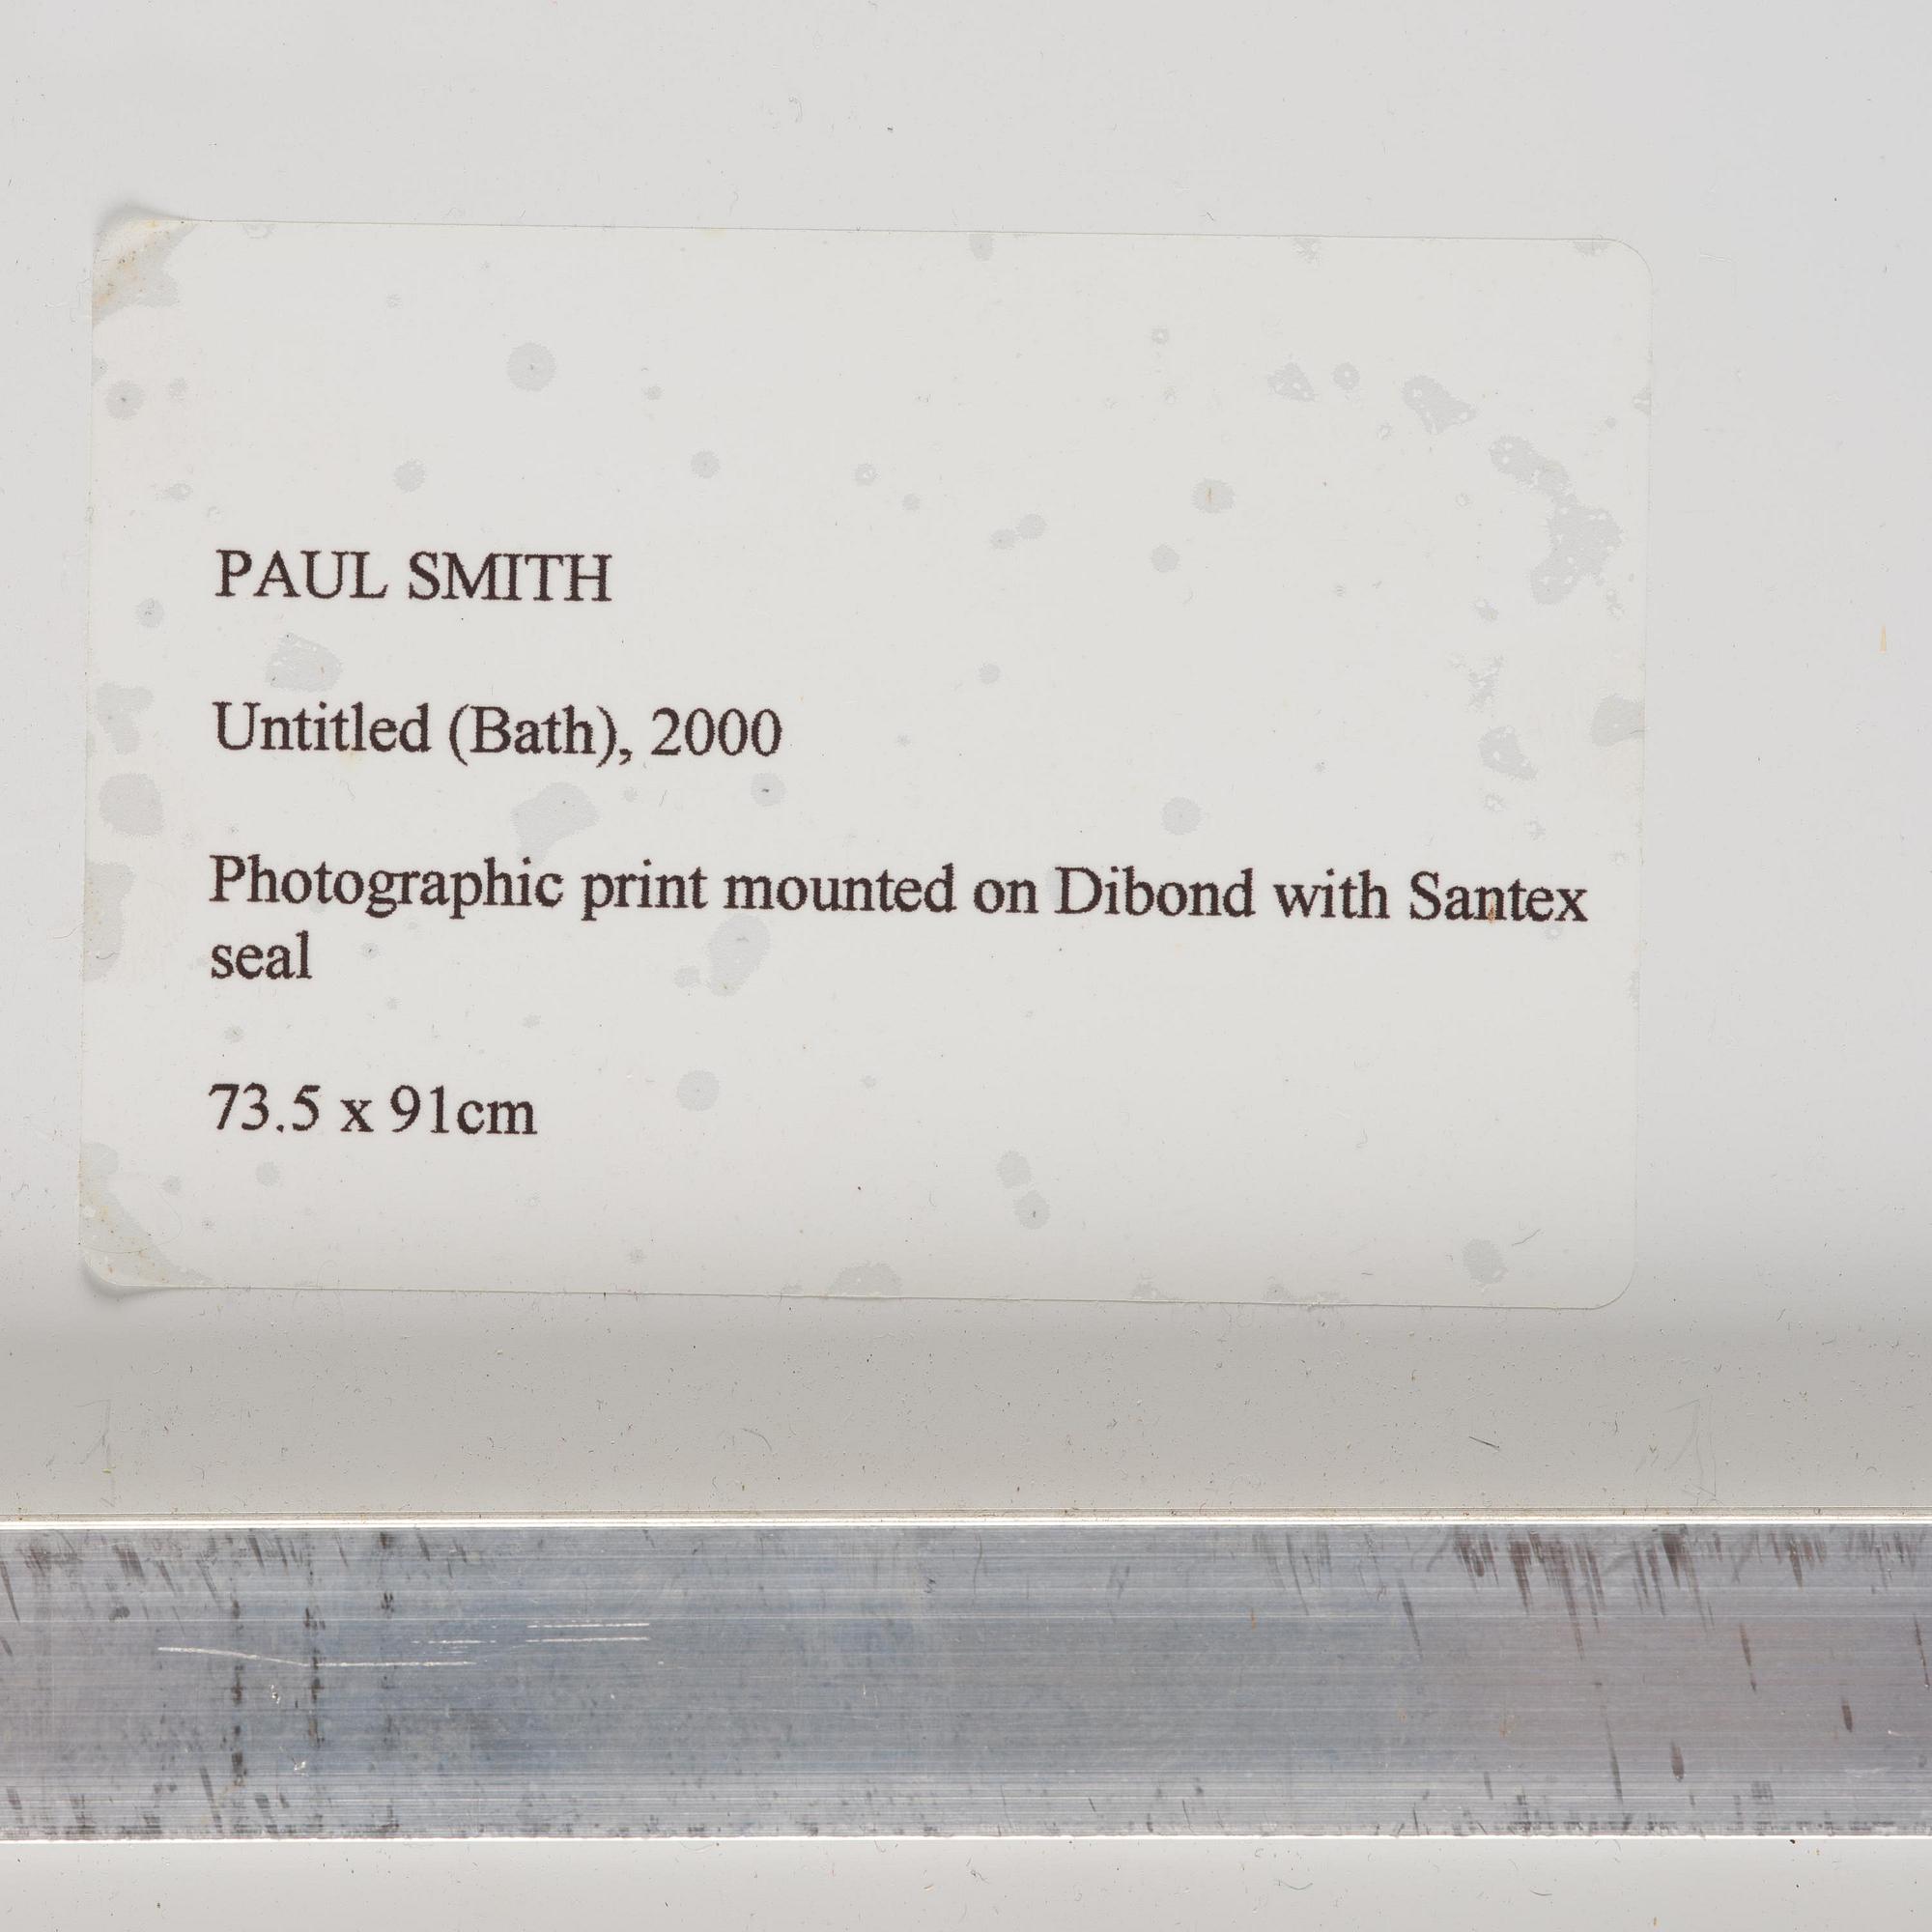 PAUL SMITH
Untitled (Bath), 2000
Photographic print mounted on Dibond with Santex
seal
73.5 x 91cm